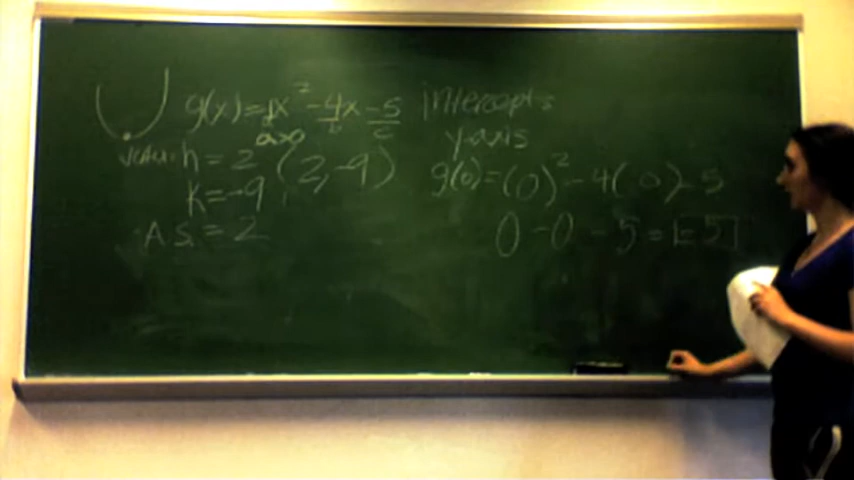 g(x)=1x²-4x-5
a>0 b c
vertex= h = 2 (2,-9)
K=-9
A.S.= 2
intercepts
y-axis
g(0)=(0)²-4(0)-5
0-0-5=-5